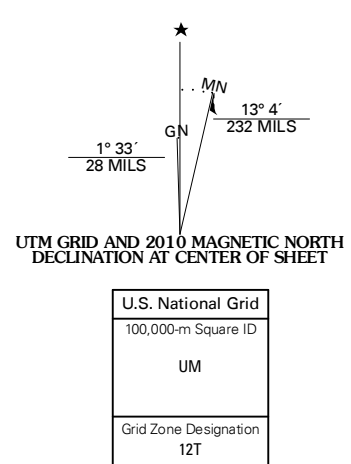 MN
GN
13° 4´
232 MILS
1° 33´
28 MILS
UTM GRID AND 2010 MAGNETIC NORTH
DECLINATION AT CENTER OF SHEET
U.S. National Grid
100,000-m Square ID
UM
Grid Zone Designation
12T